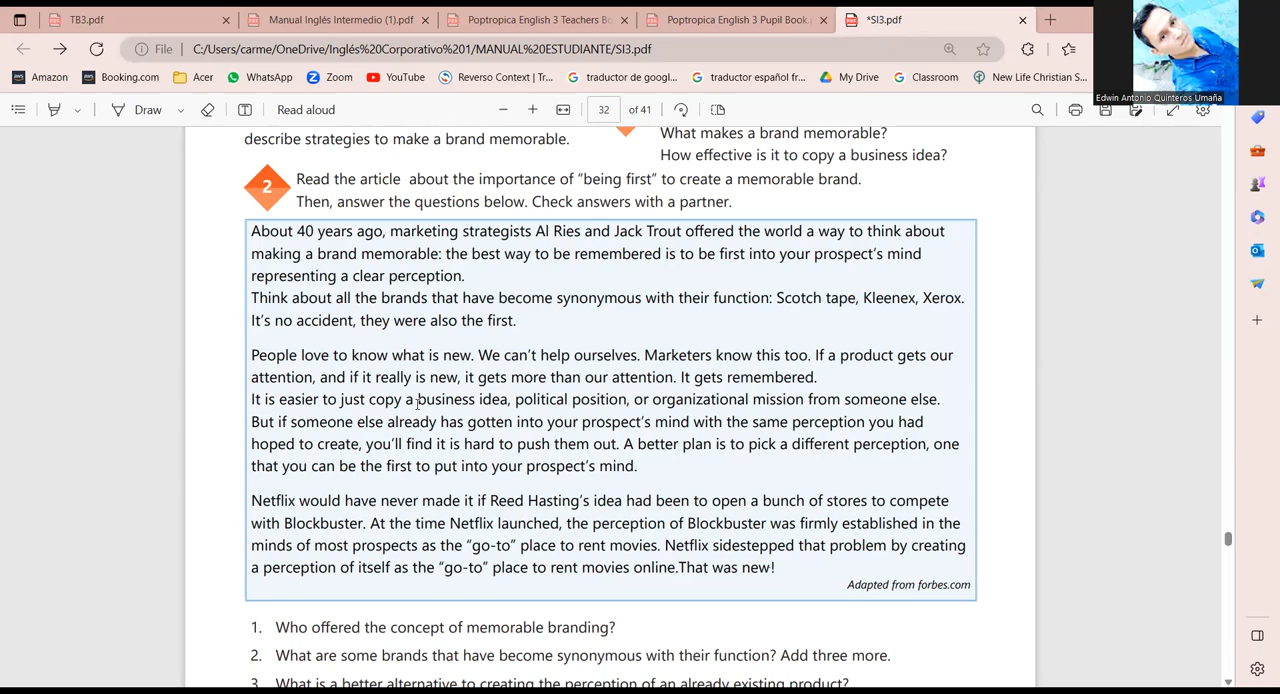 TB3.pdf
Manual Inglés Intermedio (1).pdf
Poptropica English 3 Teachers Bo
Poptropica English 3 Pupil Book.
*SI3.pdf
File
C:/Users/carme/OneDrive/Inglés%20Corporativo%201/MANUAL%20ESTUDIANTE/SI3.pdf
Amazon
Booking.com
Acer
WhatsApp
Zoom
YouTube
Reverso Context | Tr...
traductor de googl...
traductor español fr...
My Drive
Classroom
New Life Christian S...
Edwin Antonio Quinteros Umaña
Draw
Read aloud
32 of 41
describe strategies to make a brand memorable.
What makes a brand memorable?
How effective is it to copy a business idea?
2
Read the article about the importance of "being first" to create a memorable brand.
Then, answer the questions below. Check answers with a partner.
About 40 years ago, marketing strategists Al Ries and Jack Trout offered the world a way to think about
making a brand memorable: the best way to be remembered is to be first into your prospect's mind
representing a clear perception.
Think about all the brands that have become synonymous with their function: Scotch tape, Kleenex, Xerox.
It's no accident, they were also the first.
People love to know what is new. We can't help ourselves. Marketers know this too. If a product gets our
attention, and if it really is new, it gets more than our attention. It gets remembered.
It is easier to just copy a business idea, political position, or organizational mission from someone else.
But if someone else already has gotten into your prospect's mind with the same perception you had
hoped to create, you'll find it is hard to push them out. A better plan is to pick a different perception, one
that you can be the first to put into your prospect's mind.
Netflix would have never made it if Reed Hasting's idea had been to open a bunch of stores to compete
with Blockbuster. At the time Netflix launched, the perception of Blockbuster was firmly established in the
minds of most prospects as the "go-to" place to rent movies. Netflix sidestepped that problem by creating
a perception of itself as the "go-to" place to rent movies online.That was new!
Adapted from forbes.com
1. Who offered the concept of memorable branding?
2. What are some brands that have become synonymous with their function? Add three more.
3. What is a better alternative to creating the perception of an already existing product?